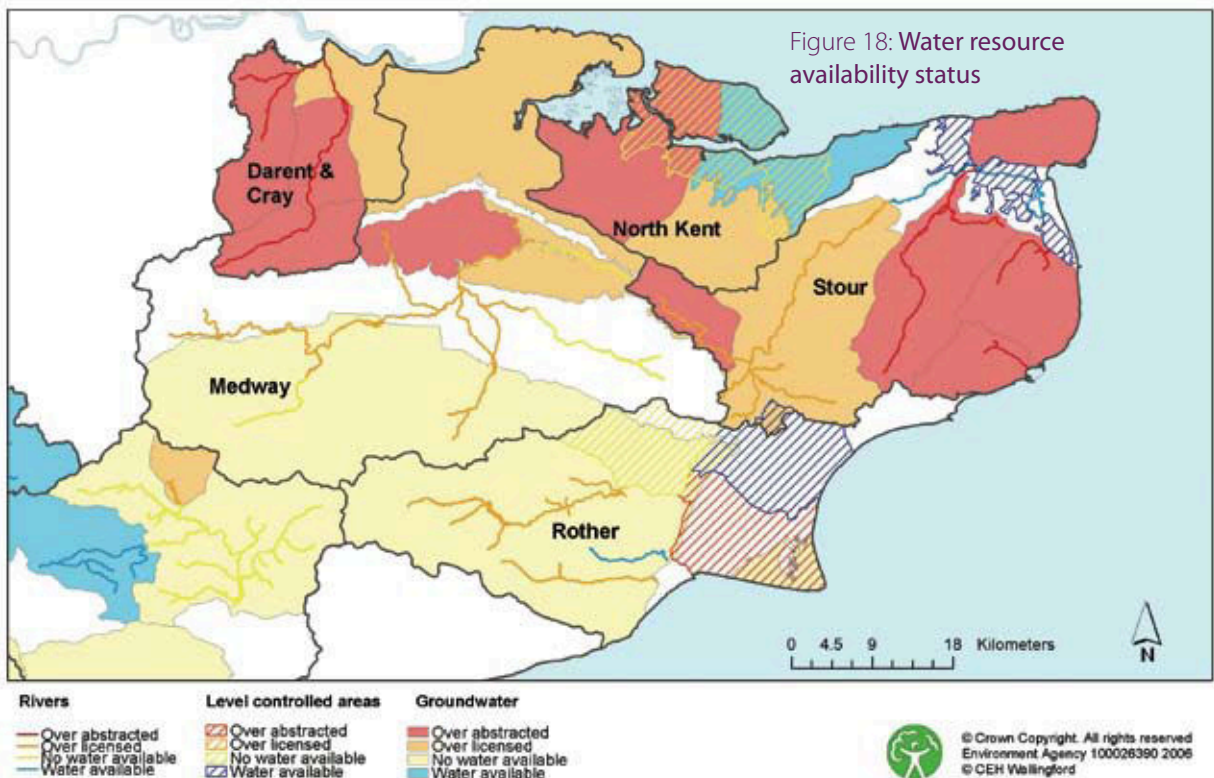 Figure 18: Water resource
availability status
Darent &
Cray
North Kent
Stour
Medway
Rother
0 4.5 9 18 Kilometers
N
Rivers
Over abstracted
Over licensed
No water available
Water available
Level controlled areas
Over abstracted
Over licensed
No water available
Water available
Groundwater
Over abstracted
Over licensed
No water available
Water available
© Crown Copyright. All rights reserved
Environment Agency 100026390 2006
© CEH Wallingford